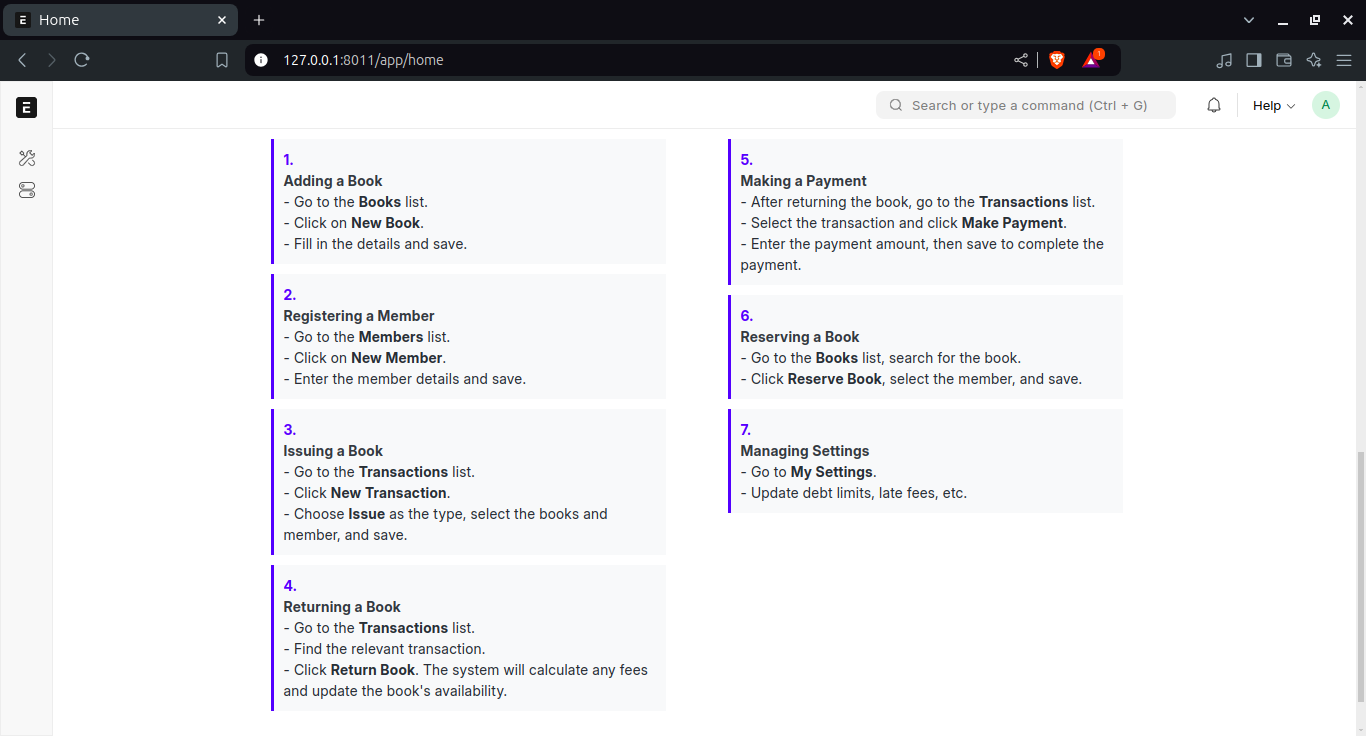 E Home
127.0.0.1:8011/app/home
1
E
Search or type a command (Ctrl + G)
Help
A
1.
Adding a Book
- Go to the Books list.
- Click on New Book.
- Fill in the details and save.
2.
Registering a Member
- Go to the Members list.
- Click on New Member.
- Enter the member details and save.
3.
Issuing a Book
- Go to the Transactions list.
- Click New Transaction.
- Choose Issue as the type, select the books and
member, and save.
4.
Returning a Book
- Go to the Transactions list.
- Find the relevant transaction.
- Click Return Book. The system will calculate any fees
and update the book's availability.
5.
Making a Payment
- After returning the book, go to the Transactions list.
- Select the transaction and click Make Payment.
- Enter the payment amount, then save to complete the
payment.
6.
Reserving a Book
- Go to the Books list, search for the book.
- Click Reserve Book, select the member, and save.
7.
Managing Settings
- Go to My Settings.
- Update debt limits, late fees, etc.